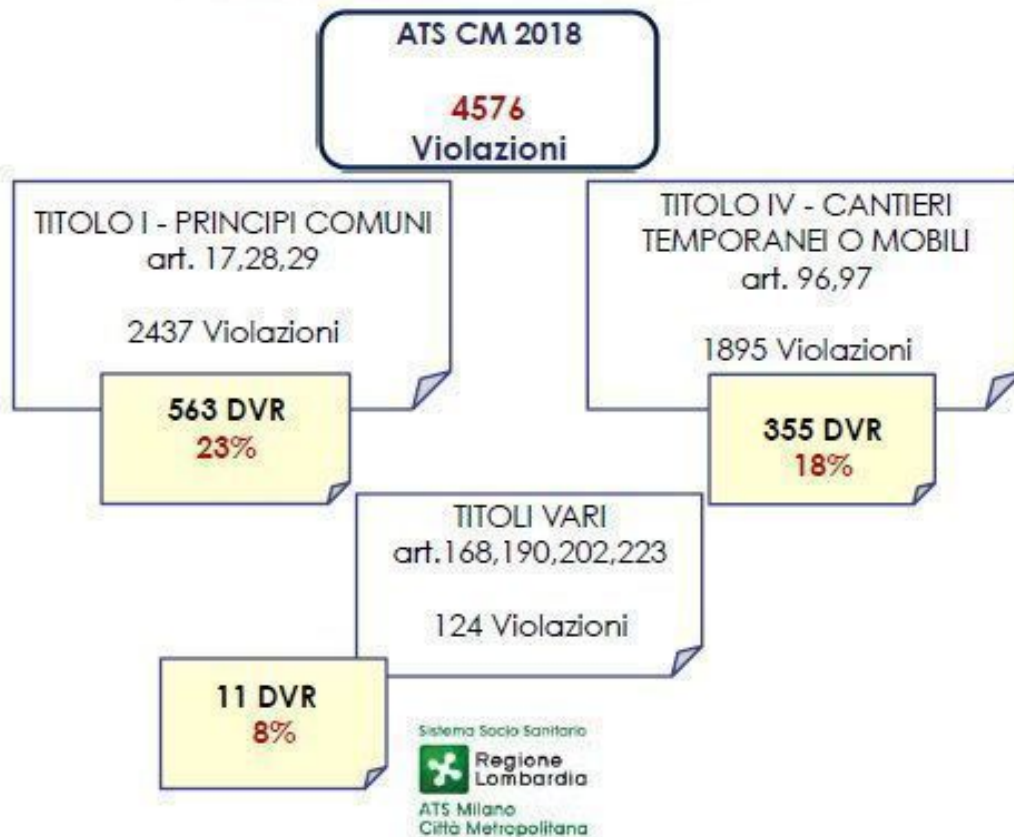 ATS CM 2018
4576
Violazioni
TITOLO I - PRINCIPI COMUNI
art. 17,28,29
2437 Violazioni
563 DVR
23%
TITOLO IV - CANTIERI
TEMPORANEI O MOBILI
art. 96,97
1895 Violazioni
355 DVR
18%
TITOLI VARI
art.168,190,202,223
124 Violazioni
11 DVR
8%
Sistema Socio Sanitario
Regione
Lombardia
ATS Milano
Città Metropolitana